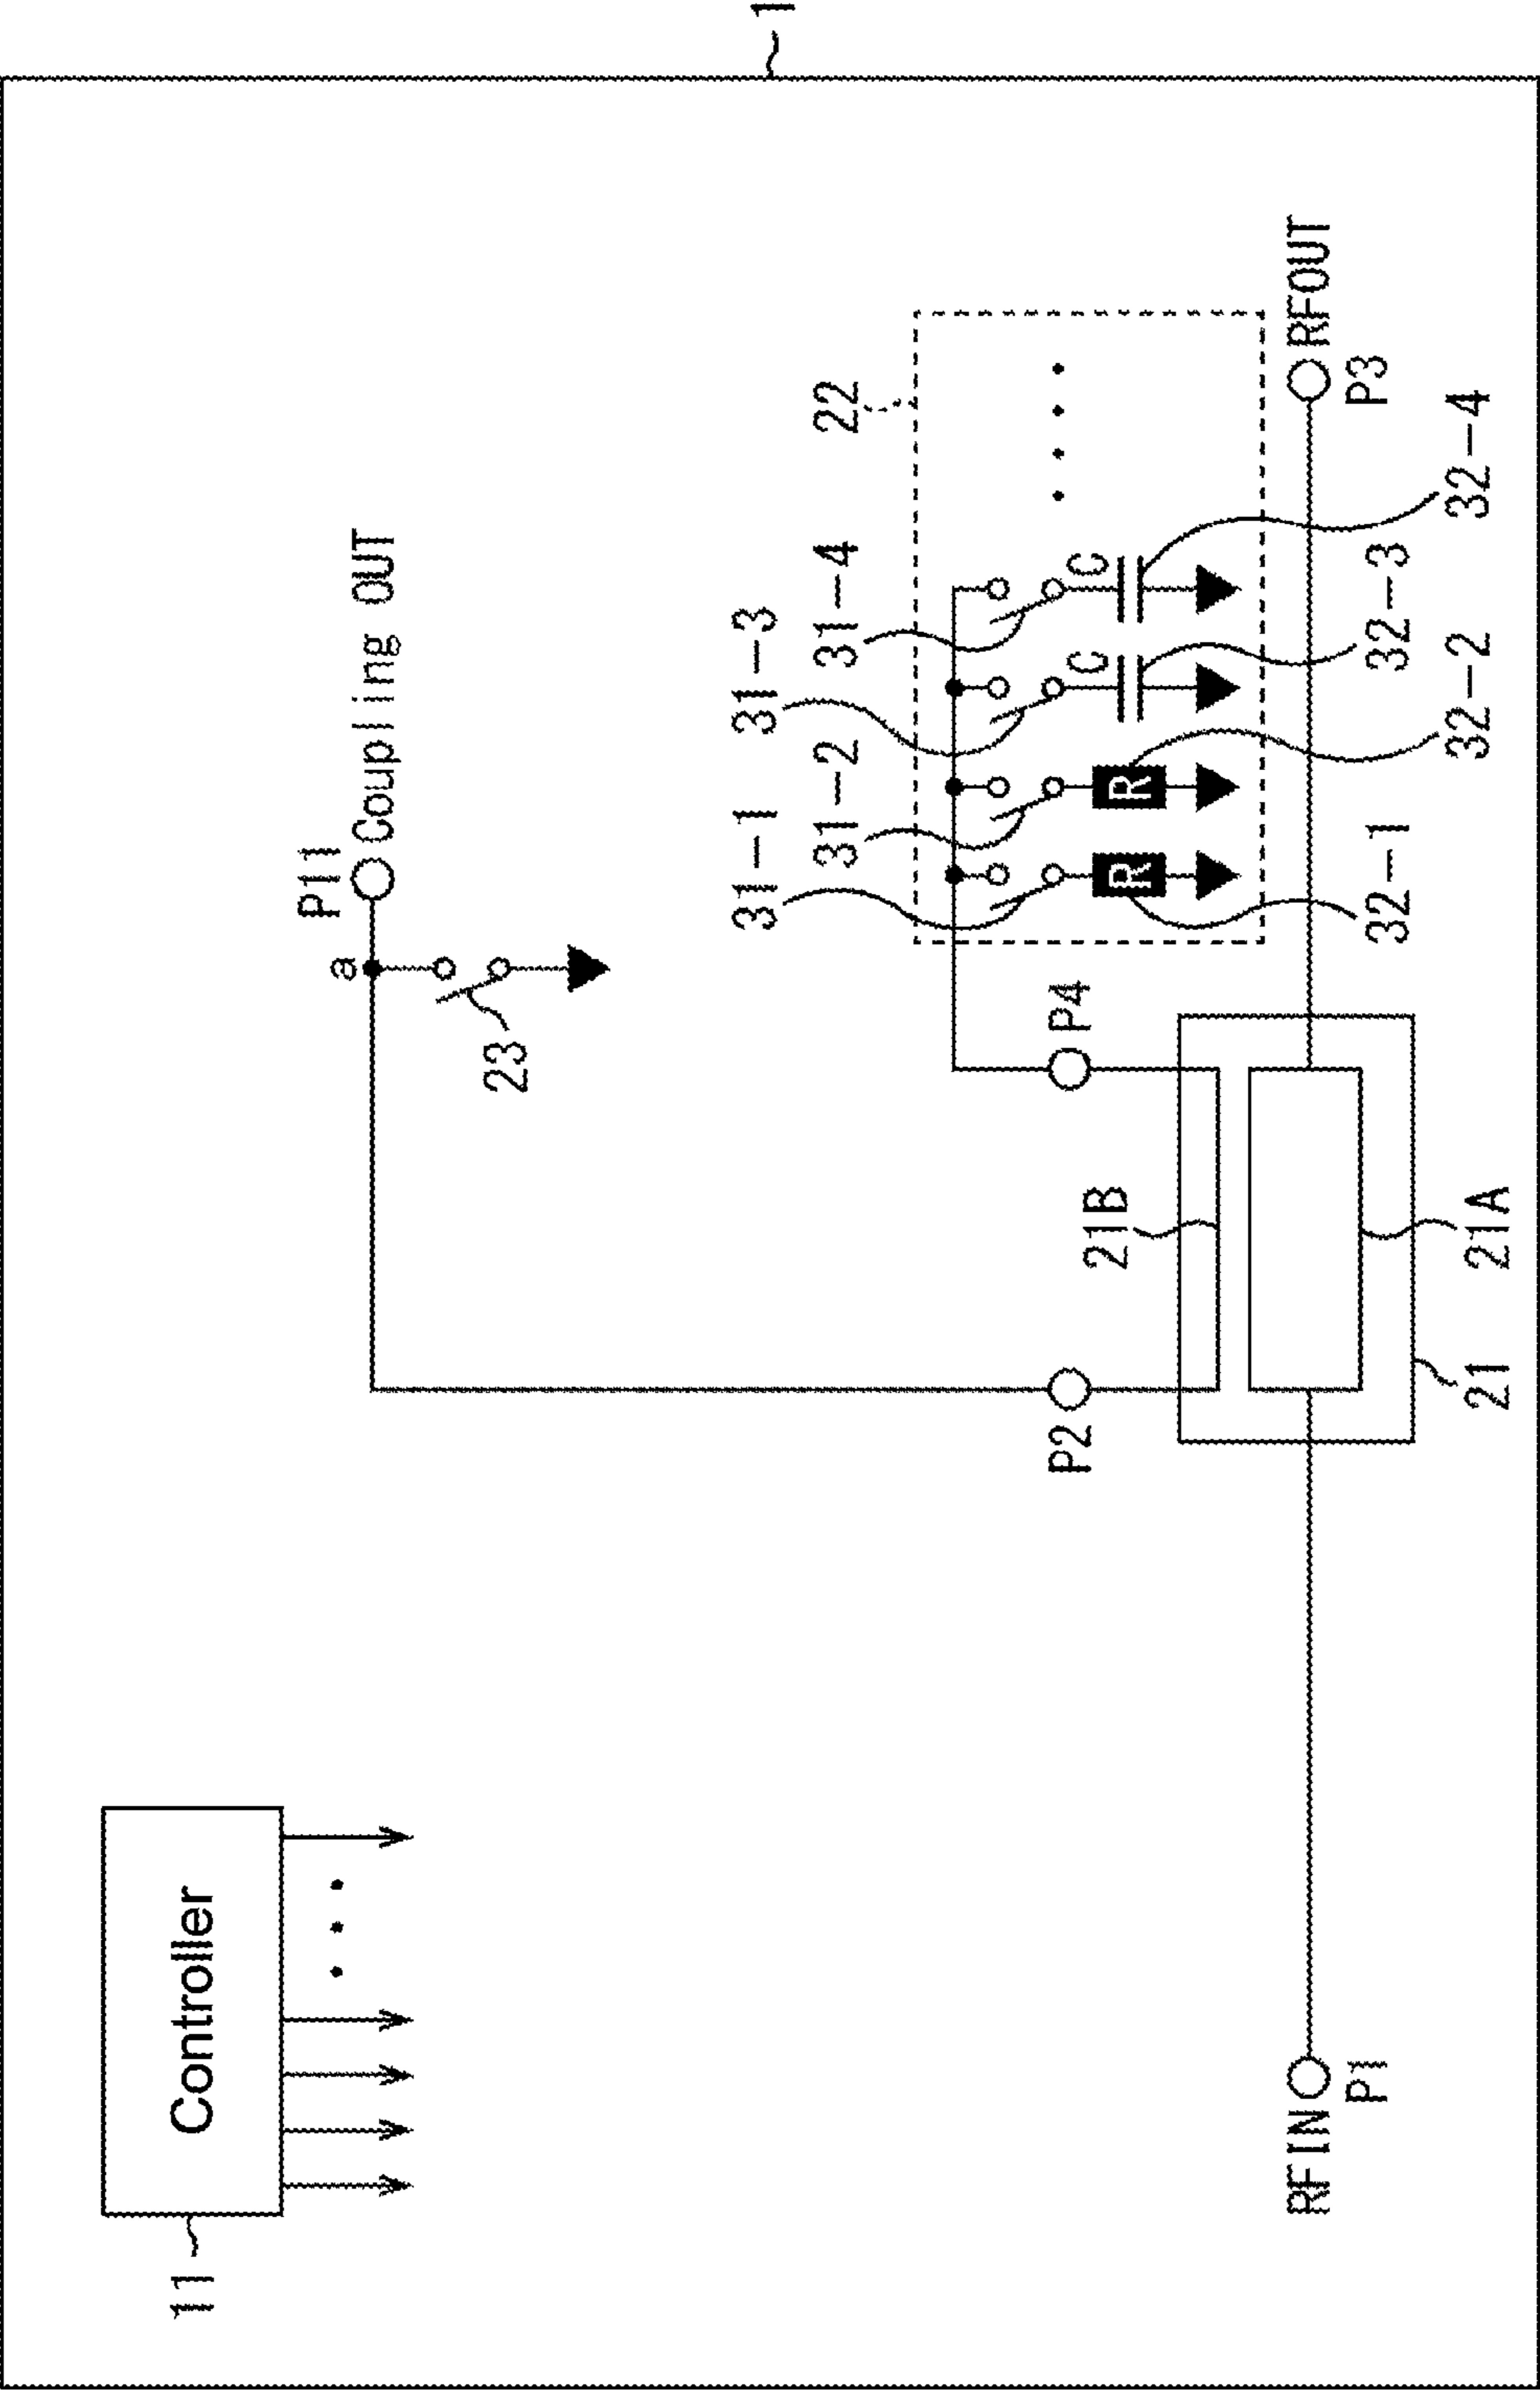 1
11
Controller
P11
a
Coupling OUT
23
22
31-1
31-2
31-3
31-4
R
R
C
C
32-1
32-2
32-3
32-4
P2
P4
21B
21
21A
RFIN
P1
RFOUT
P3